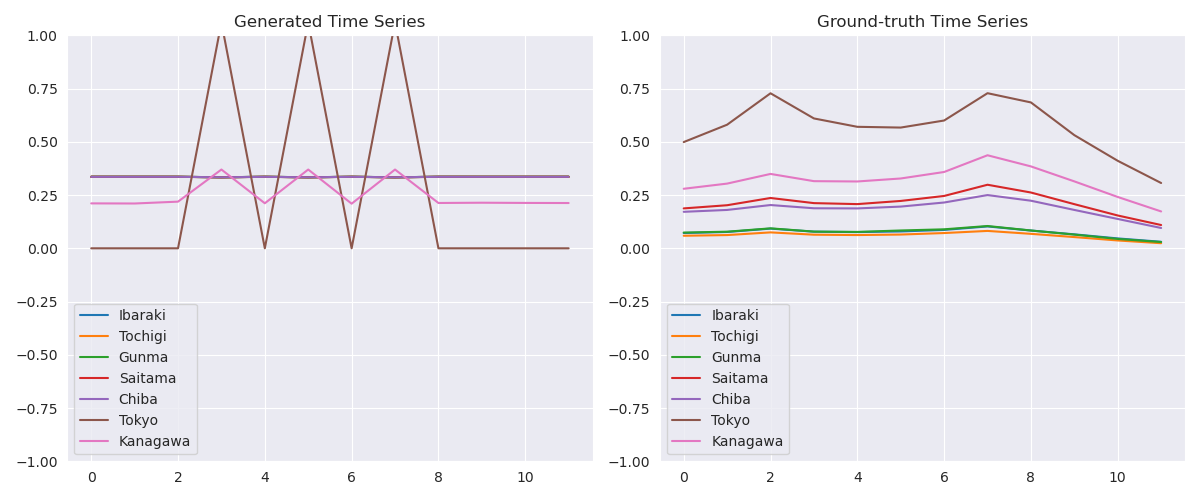 Generated Time Series
1.00
0.75
0.50
0.25
0.00
−0.25
−0.50
−0.75
−1.00
Ibaraki
Tochigi
Gunma
Saitama
Chiba
Tokyo
Kanagawa
0 2 4 6 8 10
Ground-truth Time Series
1.00
0.75
0.50
0.25
0.00
−0.25
−0.50
−0.75
−1.00
Ibaraki
Tochigi
Gunma
Saitama
Chiba
Tokyo
Kanagawa
0 2 4 6 8 10